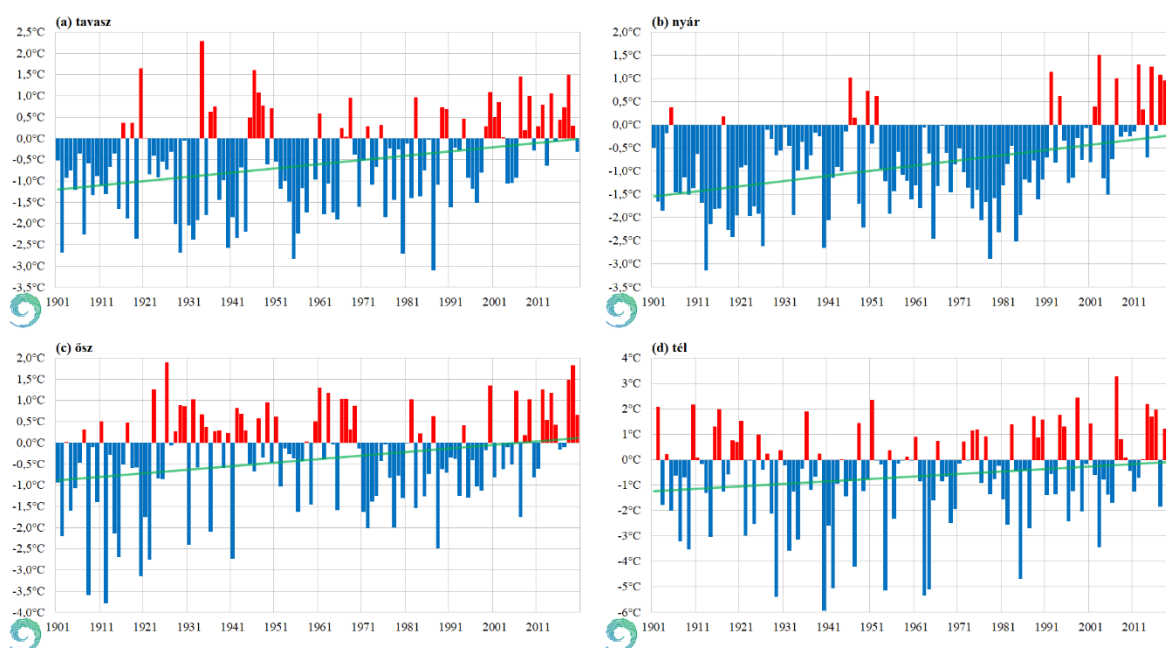 (a) tavasz
2,5°C
2,0°C
1,5°C
1,0°C
0,5°C
0,0°C
-0,5°C
-1,0°C
-1,5°C
-2,0°C
-2,5°C
-3,0°C
-3,5°C
1901 1911 1921 1931 1941 1951 1961 1971 1981 1991 2001 2011
(b) nyár
2,0°C
1,5°C
1,0°C
0,5°C
0,0°C
-0,5°C
-1,0°C
-1,5°C
-2,0°C
-2,5°C
-3,0°C
-3,5°C
1901 1911 1921 1931 1941 1951 1961 1971 1981 1991 2001 2011
(c) ősz
2,0°C
1,5°C
1,0°C
0,5°C
0,0°C
-0,5°C
-1,0°C
-1,5°C
-2,0°C
-2,5°C
-3,0°C
-3,5°C
-4,0°C
1901 1911 1921 1931 1941 1951 1961 1971 1981 1991 2001 2011
(d) tél
4°C
3°C
2°C
1°C
0°C
-1°C
-2°C
-3°C
-4°C
-5°C
-6°C
1901 1911 1921 1931 1941 1951 1961 1971 1981 1991 2001 2011